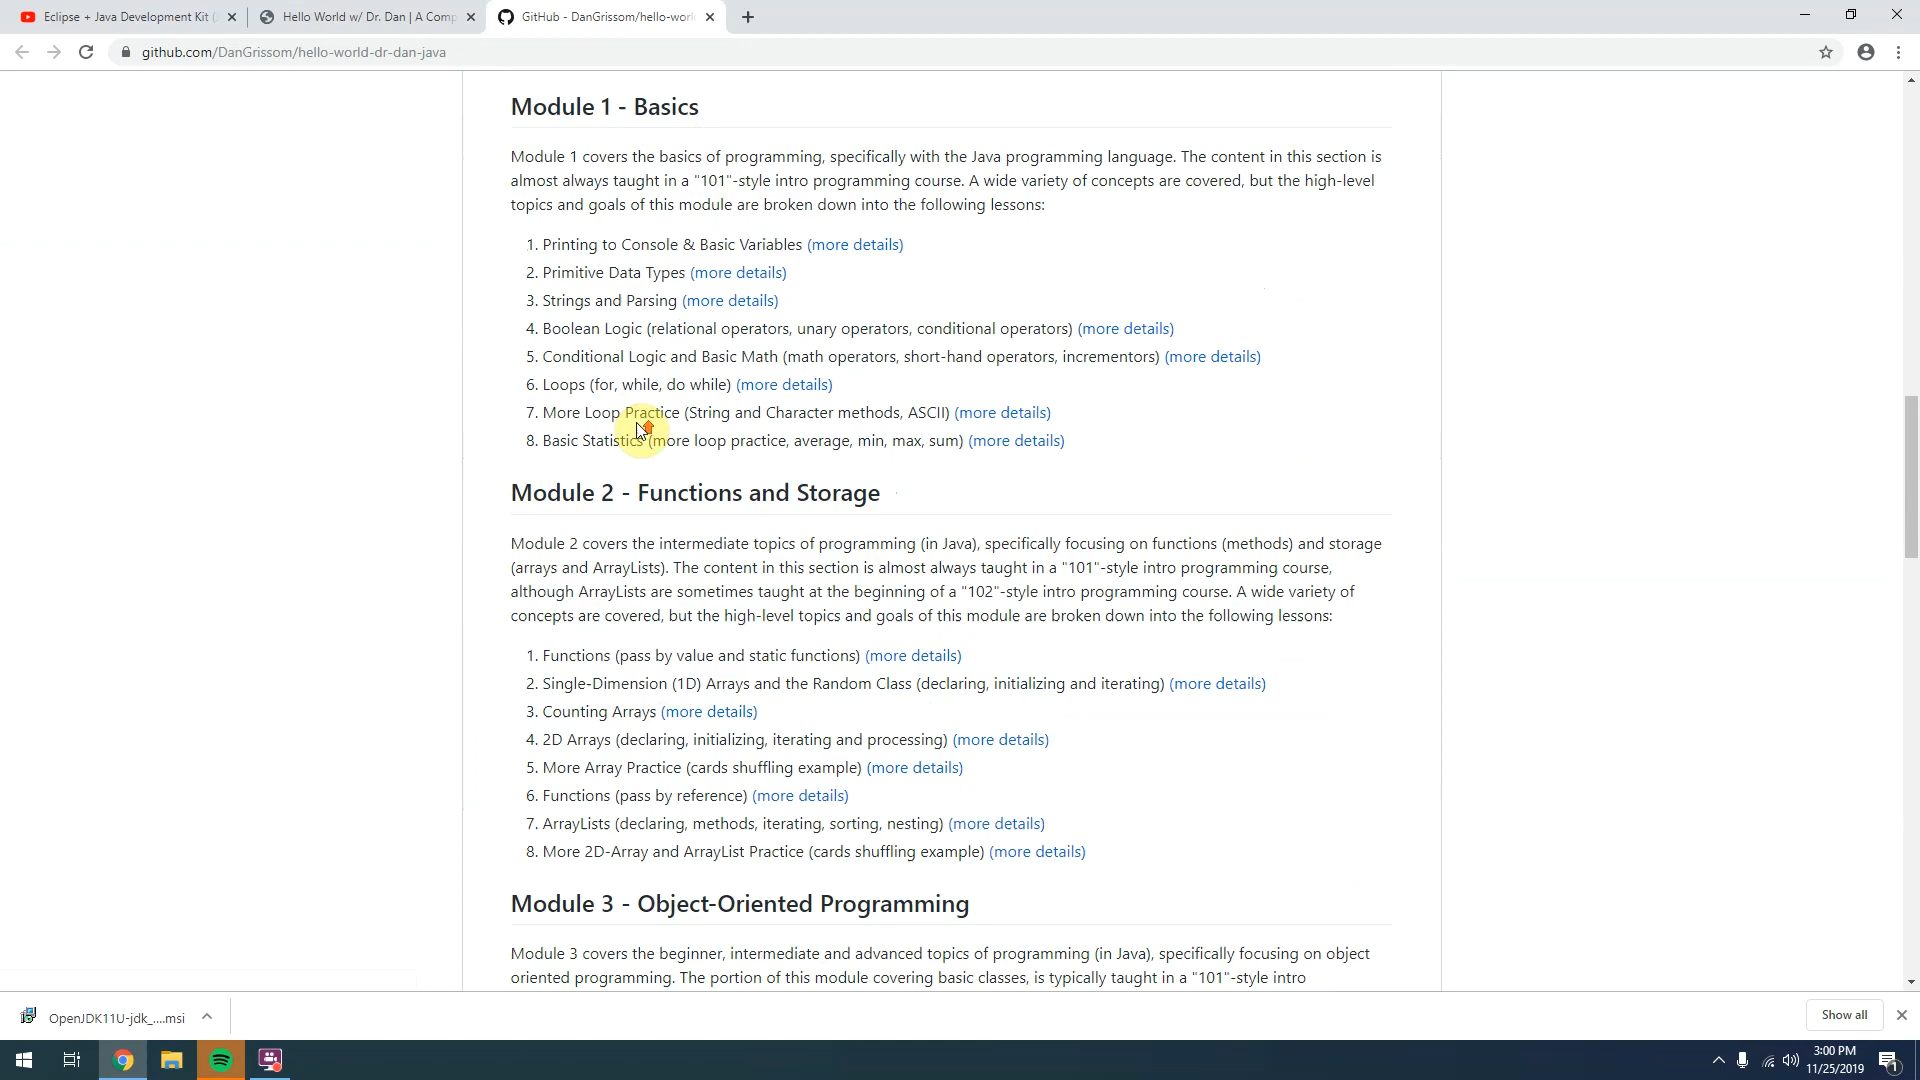 Eclipse + Java Development Kit (
Hello World w/ Dr. Dan | A Comp
GitHub - DanGrissom/hello-worl
github.com/DanGrissom/hello-world-dr-dan-java
Module 1 - Basics
Module 1 covers the basics of programming, specifically with the Java programming language. The content in this section is
almost always taught in a "101"-style intro programming course. A wide variety of concepts are covered, but the high-level
topics and goals of this module are broken down into the following lessons:
1. Printing to Console & Basic Variables (more details)
2. Primitive Data Types (more details)
3. Strings and Parsing (more details)
4. Boolean Logic (relational operators, unary operators, conditional operators) (more details)
5. Conditional Logic and Basic Math (math operators, short-hand operators, incrementors) (more details)
6. Loops (for, while, do while) (more details)
7. More Loop Practice (String and Character methods, ASCII) (more details)
8. Basic Statistics (more loop practice, average, min, max, sum) (more details)
Module 2 - Functions and Storage
Module 2 covers the intermediate topics of programming (in Java), specifically focusing on functions (methods) and storage
(arrays and ArrayLists). The content in this section is almost always taught in a "101"-style intro programming course,
although ArrayLists are sometimes taught at the beginning of a "102"-style intro programming course. A wide variety of
concepts are covered, but the high-level topics and goals of this module are broken down into the following lessons:
1. Functions (pass by value and static functions) (more details)
2. Single-Dimension (1D) Arrays and the Random Class (declaring, initializing and iterating) (more details)
3. Counting Arrays (more details)
4. 2D Arrays (declaring, initializing, iterating and processing) (more details)
5. More Array Practice (cards shuffling example) (more details)
6. Functions (pass by reference) (more details)
7. ArrayLists (declaring, methods, iterating, sorting, nesting) (more details)
8. More 2D-Array and ArrayList Practice (cards shuffling example) (more details)
Module 3 - Object-Oriented Programming
Module 3 covers the beginner, intermediate and advanced topics of programming (in Java), specifically focusing on object
oriented programming. The portion of this module covering basic classes, is typically taught in a "101"-style intro
OpenJDK11U-jdk_....msi
Show all
3:00 PM
11/25/2019
1